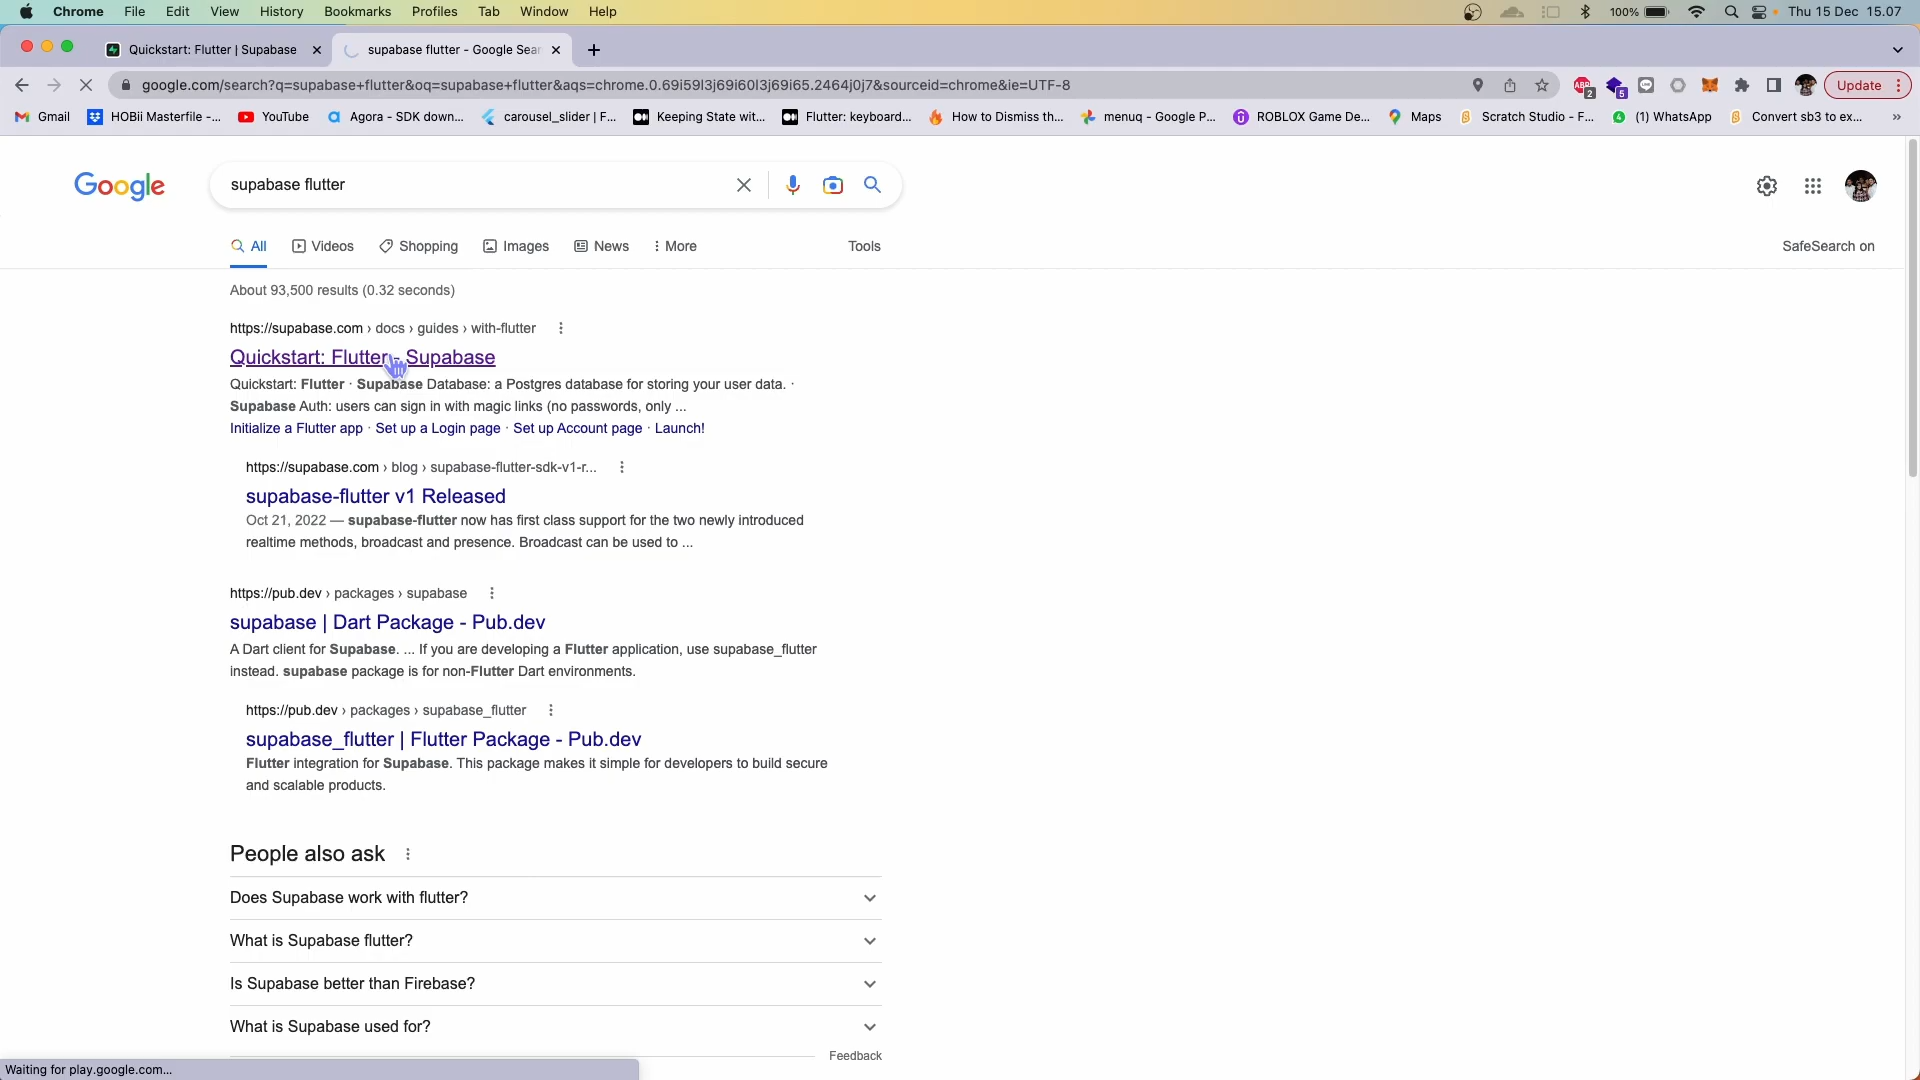 Chrome File Edit View History Bookmarks Profiles Tab Window Help 100% Thu 15 Dec 15.07
Quickstart: Flutter | Supabase supabase flutter - Google Sear
google.com/search?q=supabase+flutter&oq=supabase+flutter&aqs=chrome.0.69i59l3j69i60l3j69i65.2464j0j7&sourceid=chrome&ie=UTF-8 ABP 2 5 Update
Gmail HOBii Masterfile -... YouTube Agora - SDK down... carousel_slider | F... Keeping State wit... Flutter: keyboard... How to Dismiss th... menuq - Google P... ROBLOX Game De... Maps Scratch Studio - F... 4 (1) WhatsApp Convert sb3 to ex... »
Google supabase flutter
All Videos Shopping Images News More Tools SafeSearch on
About 93,500 results (0.32 seconds)
https://supabase.com › docs › guides › with-flutter
Quickstart: Flutter - Supabase
Quickstart: Flutter · Supabase Database: a Postgres database for storing your user data. ·
Supabase Auth: users can sign in with magic links (no passwords, only ...
Initialize a Flutter app · Set up a Login page · Set up Account page · Launch!
https://supabase.com › blog › supabase-flutter-sdk-v1-r...
supabase-flutter v1 Released
Oct 21, 2022 — supabase-flutter now has first class support for the two newly introduced
realtime methods, broadcast and presence. Broadcast can be used to ...
https://pub.dev › packages › supabase
supabase | Dart Package - Pub.dev
A Dart client for Supabase. ... If you are developing a Flutter application, use supabase_flutter
instead. supabase package is for non-Flutter Dart environments.
https://pub.dev › packages › supabase_flutter
supabase_flutter | Flutter Package - Pub.dev
Flutter integration for Supabase. This package makes it simple for developers to build secure
and scalable products.
People also ask
Does Supabase work with flutter?
What is Supabase flutter?
Is Supabase better than Firebase?
What is Supabase used for?
Feedback
Waiting for play.google.com...